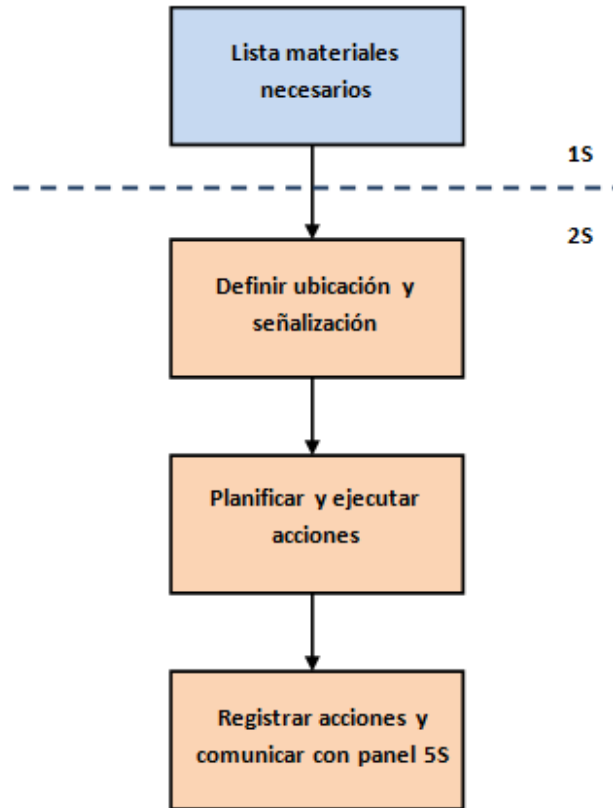 Lista materiales
necesarios
1S
2S
Definir ubicación y
señalización
Planificar y ejecutar
acciones
Registrar acciones y
comunicar con panel 5S